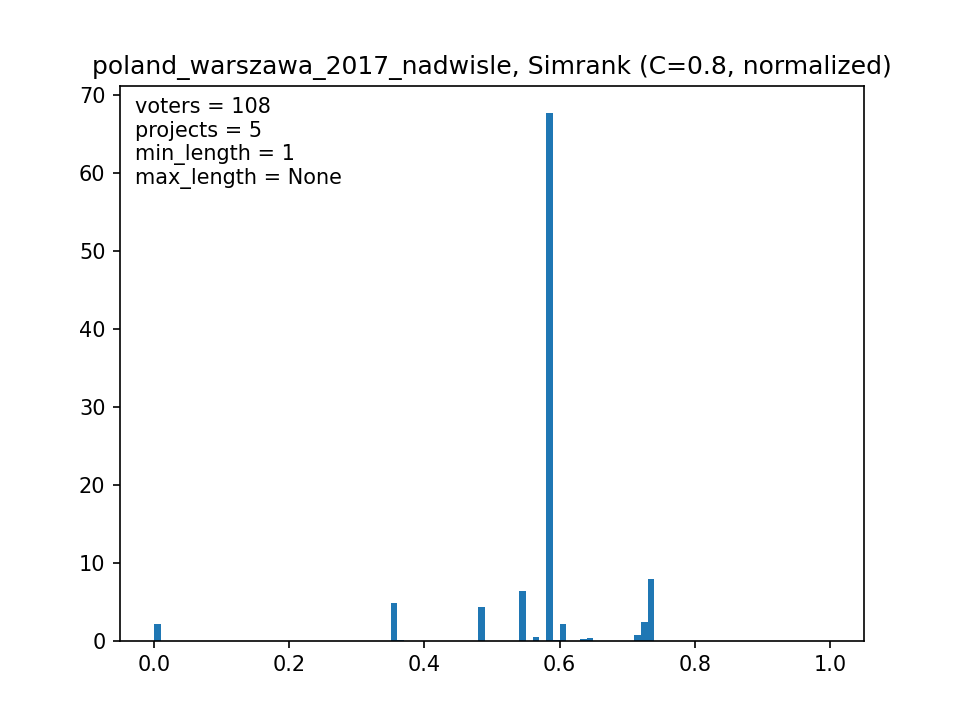 poland_warszawa_2017_nadwisle, Simrank (C=0.8, normalized)
voters = 108
projects = 5
min_length = 1
max_length = None
70
60
50
40
30
20
10
0
0.0 0.2 0.4 0.6 0.8 1.0